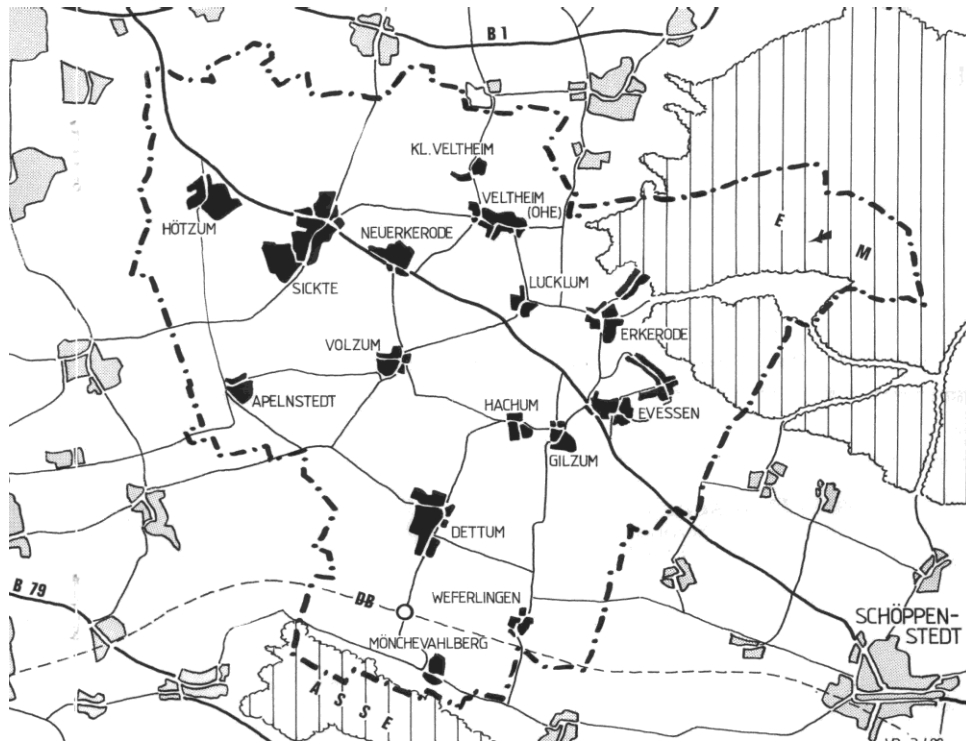 B 1
KL. VELTHEIM
VELTHEIM
(OHE)
HÖTZUM
NEUERKERODE
E
M
SICKTE
LUCKLUM
ERKERODE
VOLZUM
APELNSTEDT
HACHUM
EVESSEN
GILZUM
DETTUM
B 79
DB
WEFERLINGEN
SCHÖPPEN-
STEDT
MÖNCHEVAHLBERG
A S S E